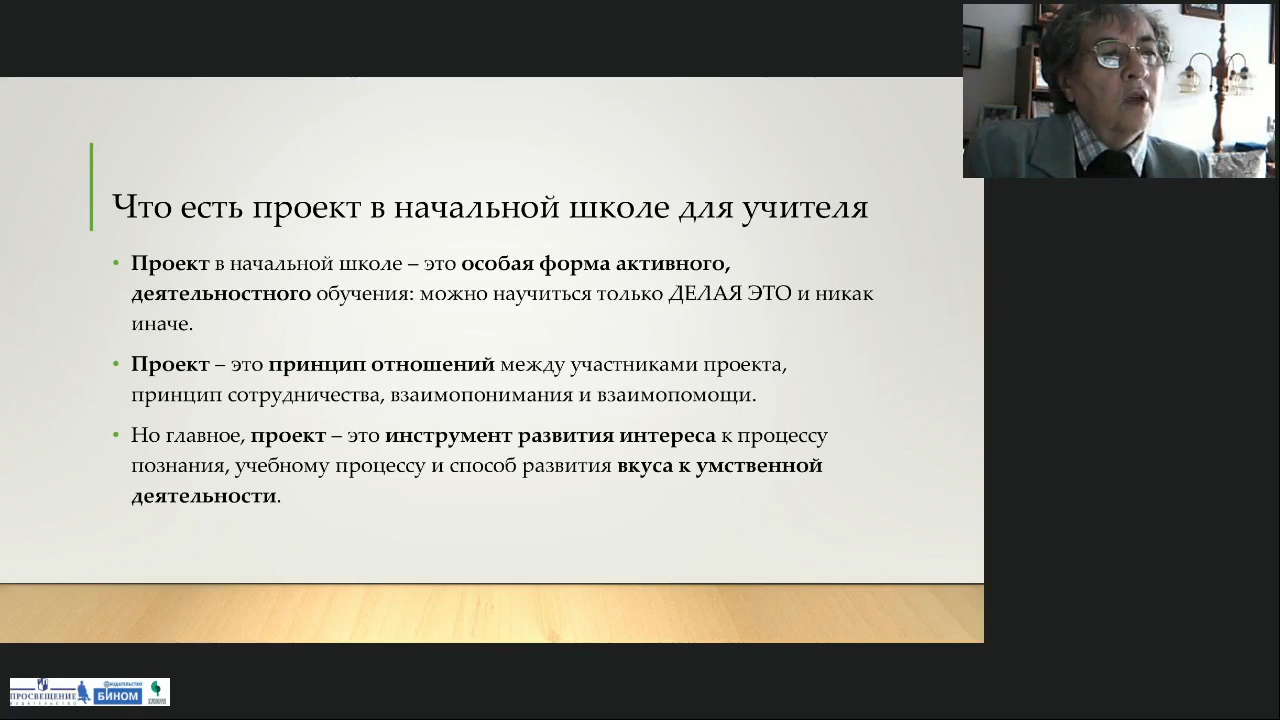 Что есть проект в начальной школе для учителя
• Проект в начальной школе – это особая форма активного,
деятельностного обучения: можно научиться только ДЕЛАЯ ЭТО и никак
иначе.
• Проект – это принцип отношений между участниками проекта,
принцип сотрудничества, взаимопонимания и взаимопомощи.
• Но главное, проект – это инструмент развития интереса к процессу
познания, учебному процессу и способ развития вкуса к умственной
деятельности.
ПРОСВЕЩЕНИЕ
ИЗДАТЕЛЬСТВО
ИЗДАТЕЛЬСТВО
БИНОМ